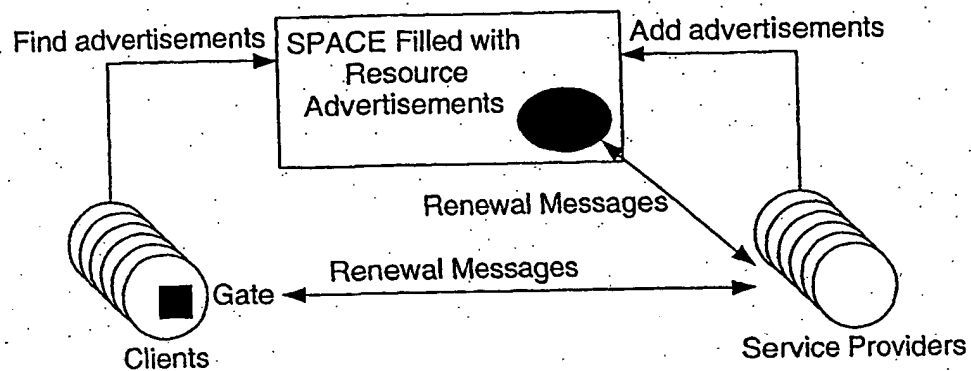 Find advertisements
SPACE Filled with
Resource
Advertisements
Add advertisements
Renewal Messages
Renewal Messages
Gate
Clients
Service Providers